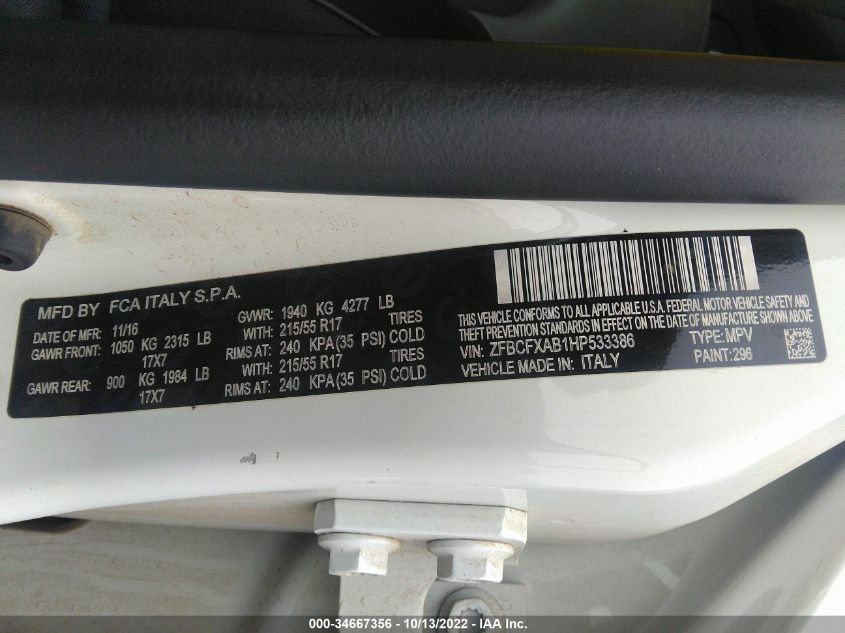 MFD BY FCA ITALY S.P.A.
DATE OF MFR: 11/16 GVWR: 1940 KG 4277 LB
GAWR FRONT: 1050 KG 2315 LB WITH: 215/55 R17 TIRES
17X7 RIMS AT: 240 KPA(35 PSI) COLD
GAWR REAR: 900 KG 1984 LB WITH: 215/55 R17 TIRES
17X7 RIMS AT: 240 KPA(35 PSI) COLD
THIS VEHICLE CONFORMS TO ALL APPLICABLE U.S.A. FEDERAL MOTOR VEHICLE SAFETY AND
THEFT PREVENTION STANDARDS IN EFFECT ON THE DATE OF MANUFACTURE SHOWN ABOVE.
VIN: ZFBCFXAB1HP533386 TYPE:MPV
VEHICLE MADE IN: ITALY PAINT:296
000-34667356 - 10/13/2022 - IAA Inc.